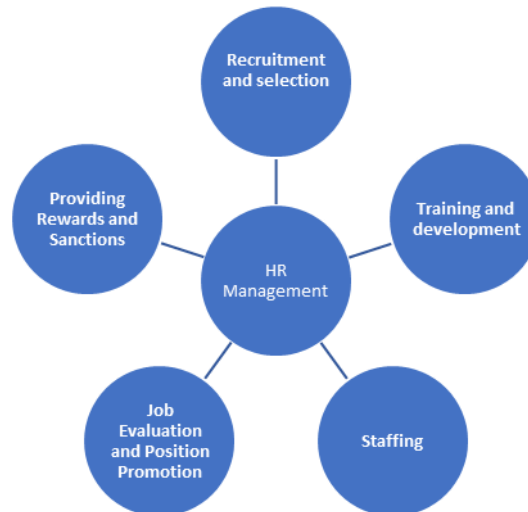 Recruitment
and selection
Providing
Rewards and
Sanctions
Training and
development
HR
Management
Job
Evaluation
and Position
Promotion
Staffing